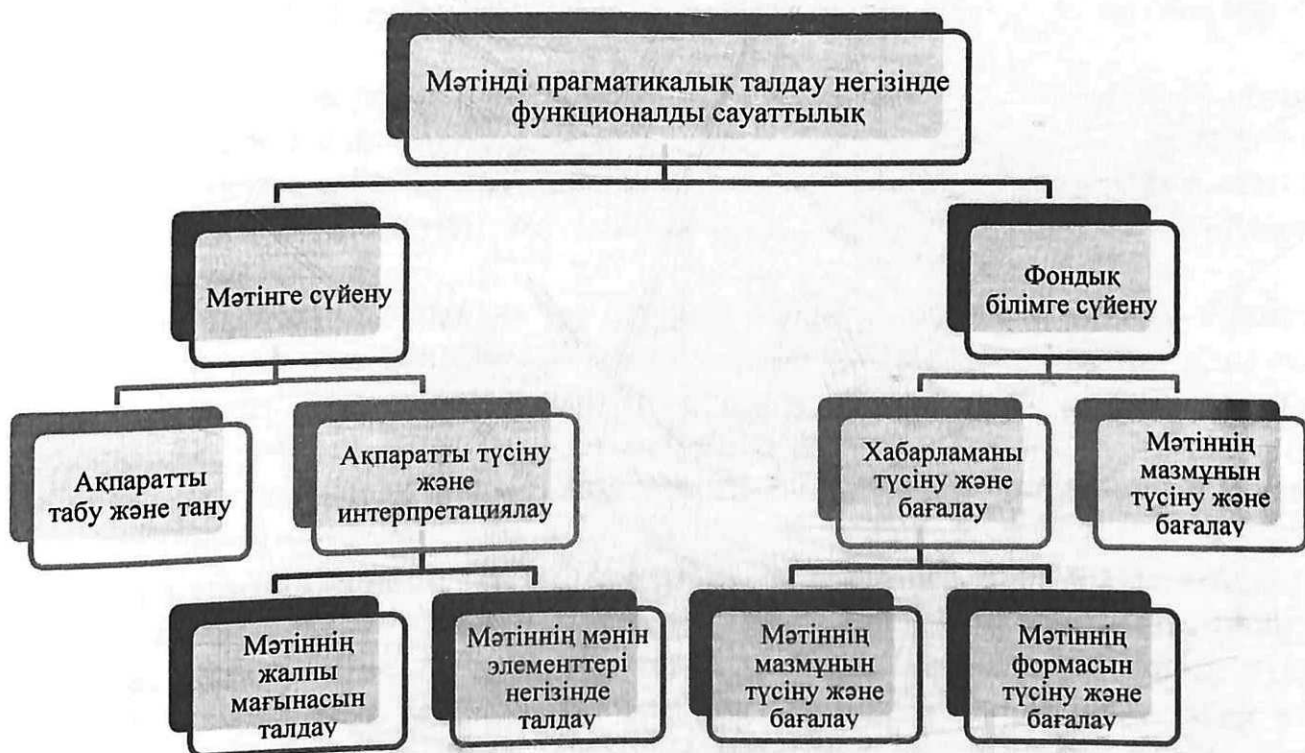 Мәтінді прагматикалық талдау негізінде
функционалды сауаттылық
Мәтінге сүйену
Фондық
білімге сүйену
Ақпаратты
табу және тану
Ақпаратты түсіну
және
интерпретациялау
Хабарламаны
түсіну және
бағалау
Мәтіннің
мазмұнын
түсіну және
бағалау
Мәтіннің
жалпы
мағынасын
талдау
Мәтіннің мәнін
элементтері
негізінде
талдау
Мәтіннің
мазмұнын
түсіну және
бағалау
Мәтіннің
формасын
түсіну және
бағалау